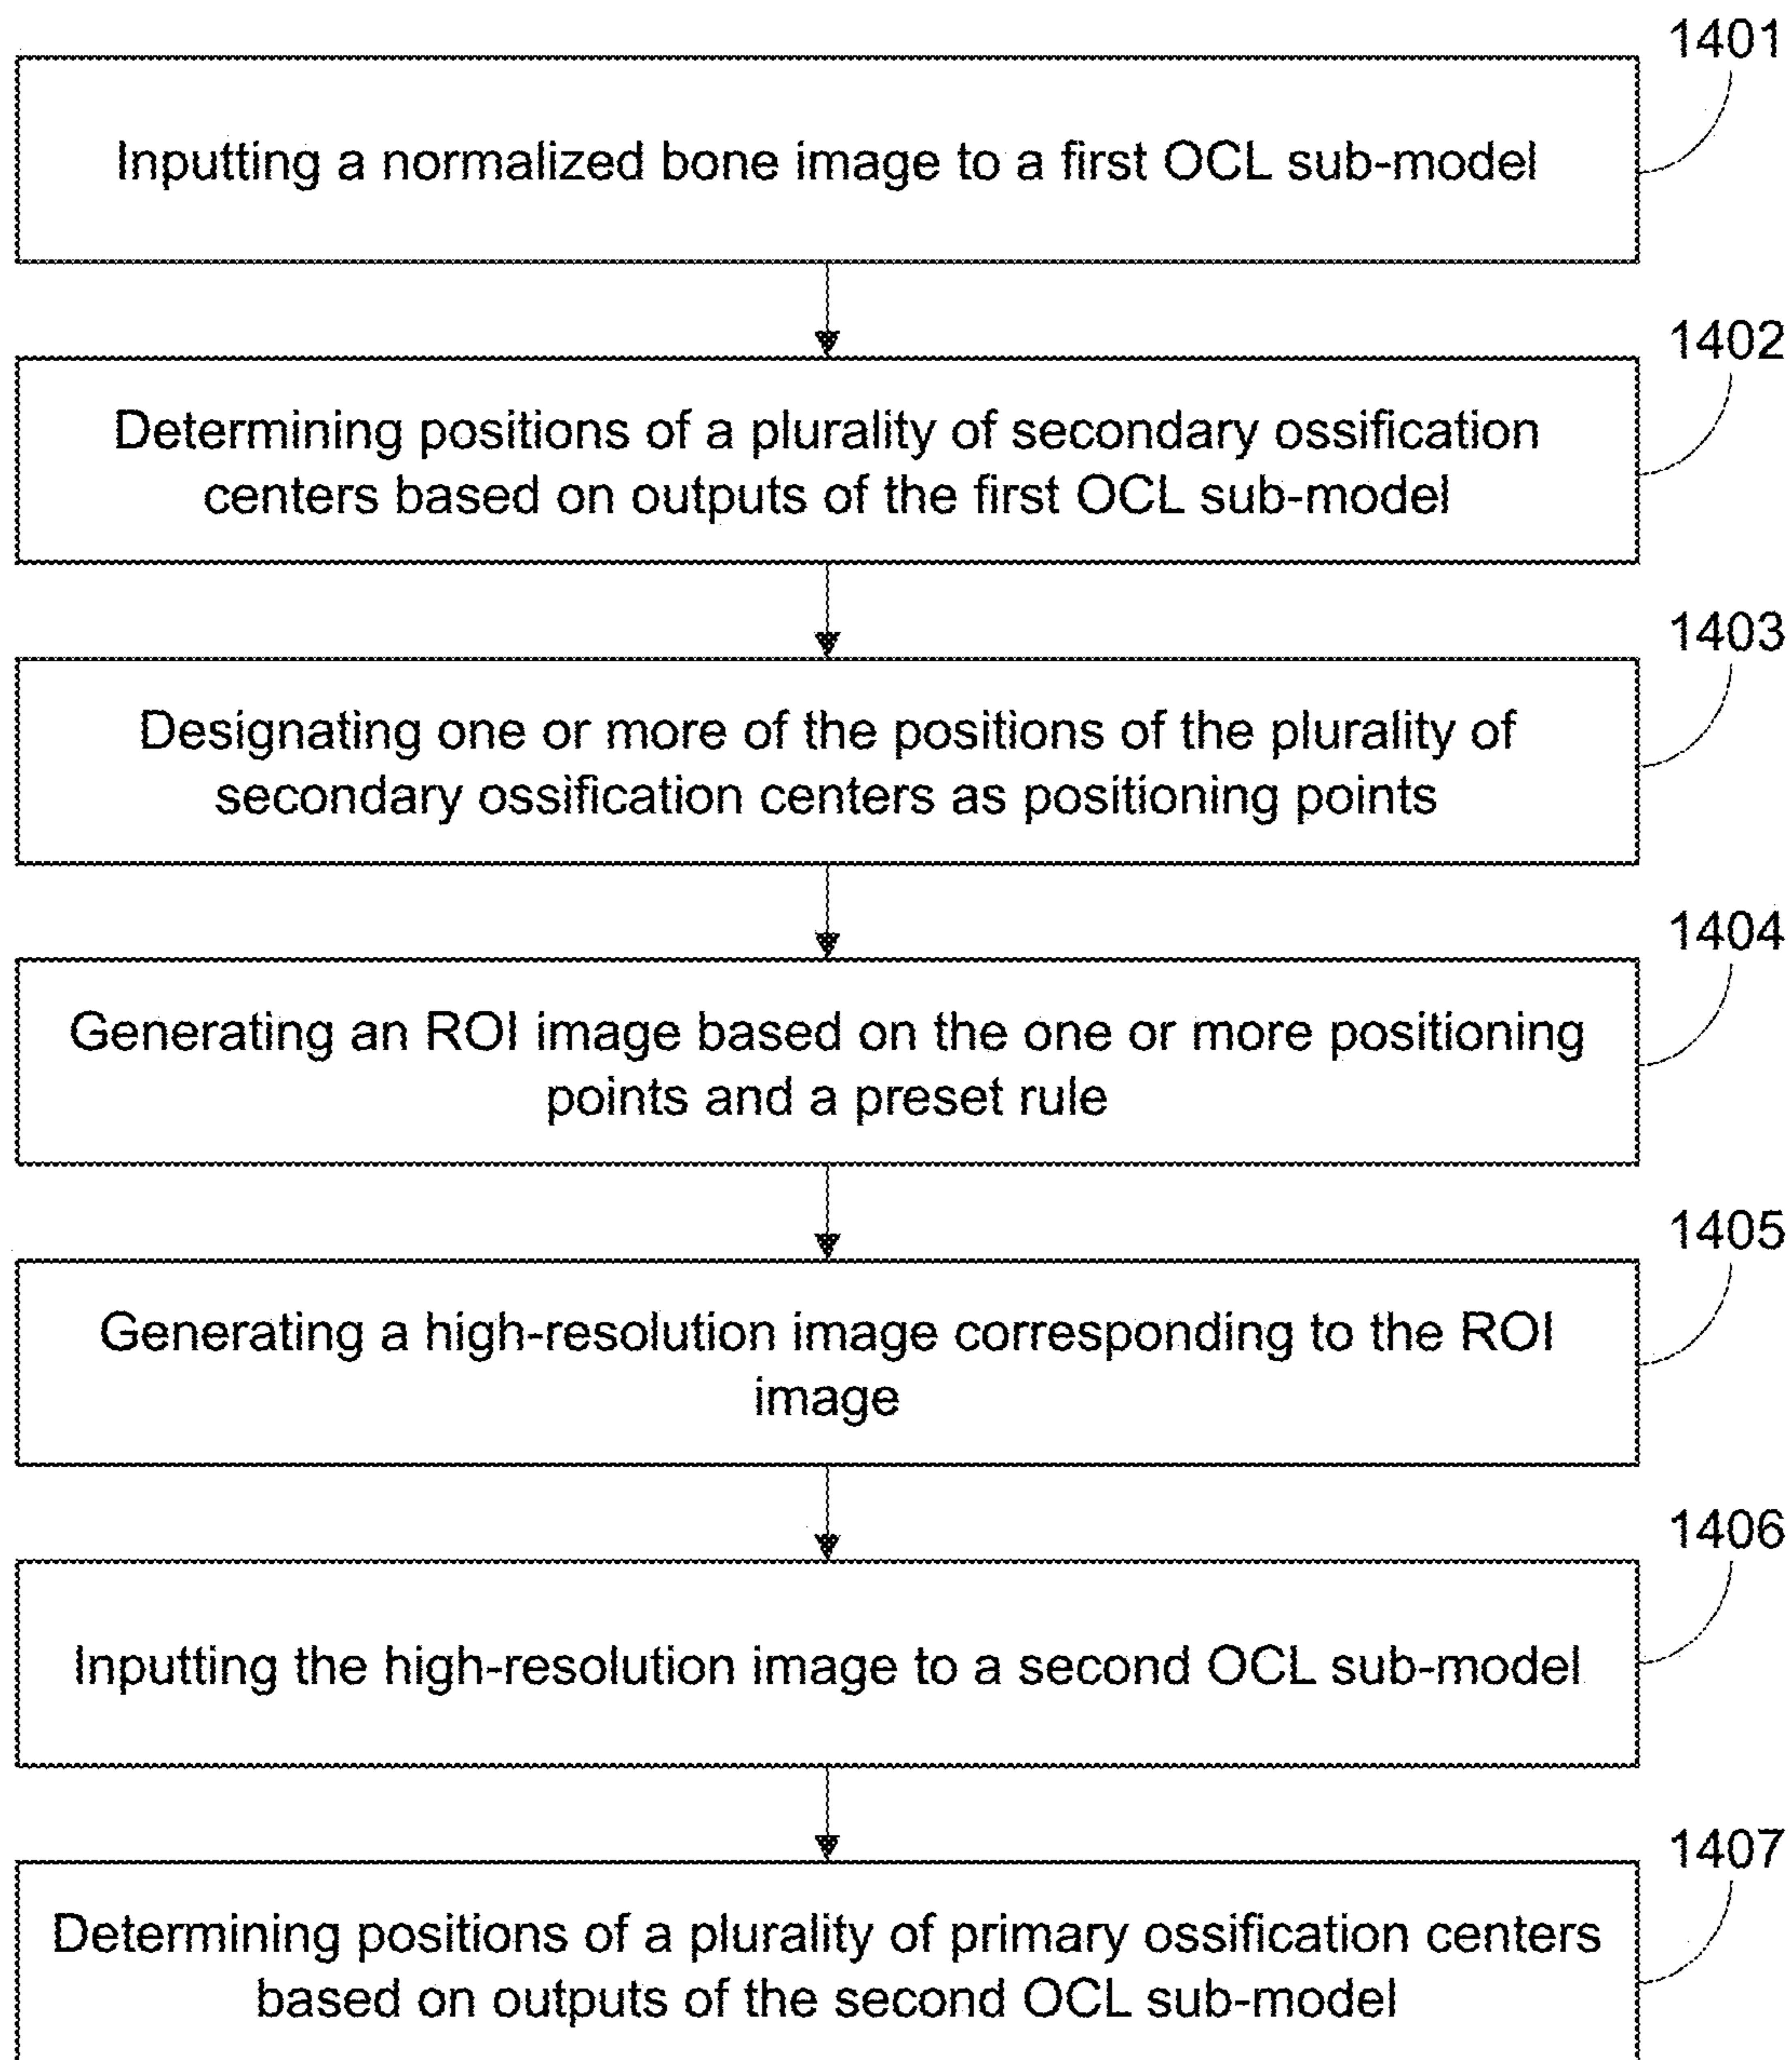 1401
Inputting a normalized bone image to a first OCL sub-model
1402
Determining positions of a plurality of secondary ossification
centers based on outputs of the first OCL sub-model
1403
Designating one or more of the positions of the plurality of
secondary ossification centers as positioning points
1404
Generating an ROI image based on the one or more positioning
points and a preset rule
1405
Generating a high-resolution image corresponding to the ROI
image
1406
Inputting the high-resolution image to a second OCL sub-model
1407
Determining positions of a plurality of primary ossification centers
based on outputs of the second OCL sub-model